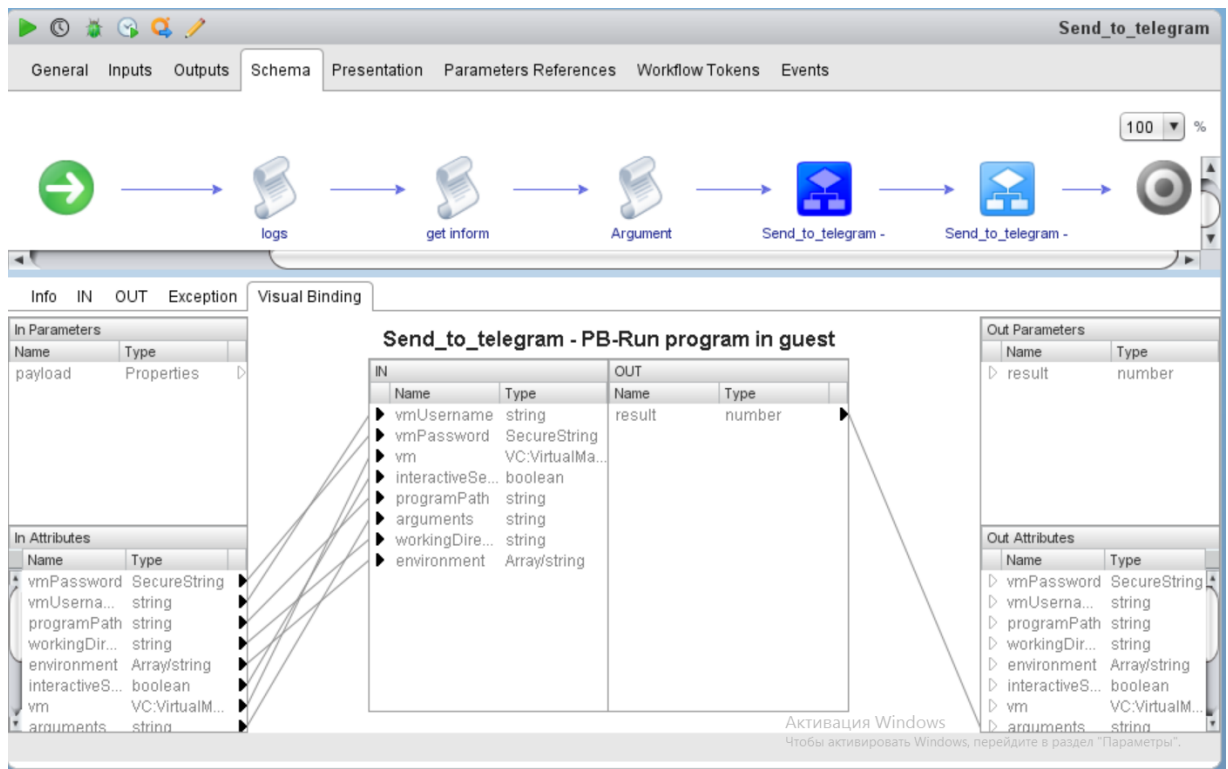 Send_to_telegram
General Inputs Outputs Schema Presentation Parameters References Workflow Tokens Events
100 %
logs get inform Argument Send_to_telegram - Send_to_telegram -
Info IN OUT Exception Visual Binding
In Parameters
Name Type
payload Properties
Send_to_telegram - PB-Run program in guest
IN OUT
Name Type Name Type
vmUsername string result number
vmPassword SecureString
vm VC:VirtualMa...
interactiveSe... boolean
programPath string
arguments string
workingDire... string
environment Array/string
Out Parameters
Name Type
result number
In Attributes
Name Type
vmPassword SecureString
vmUserna... string
programPath string
workingDir... string
environment Array/string
interactiveS... boolean
vm VC:VirtualM...
arguments string
Out Attributes
Name Type
vmPassword SecureString
vmUserna... string
programPath string
workingDir... string
environment Array/string
interactiveS... boolean
vm VC:VirtualM...
arguments string
Активация Windows
Чтобы активировать Windows, перейдите в раздел "Параметры".